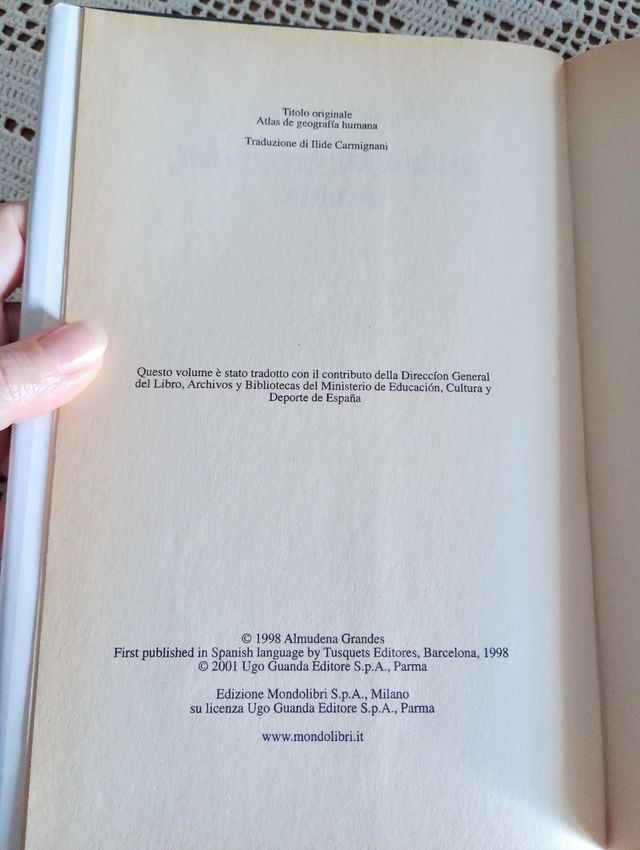 Titolo originale
Atlas de geografía humana
Traduzione di Ilide Carmignani
Questo volume è stato tradotto con il contributo della Direccíon General
del Libro, Archivos y Bibliotecas del Ministerio de Educación, Cultura y
Deporte de España
© 1998 Almudena Grandes
First published in Spanish language by Tusquets Editores, Barcelona, 1998
© 2001 Ugo Guanda Editore S.p.A., Parma
Edizione Mondolibri S.p.A., Milano
su licenza Ugo Guanda Editore S.p.A., Parma
www.mondolibri.it